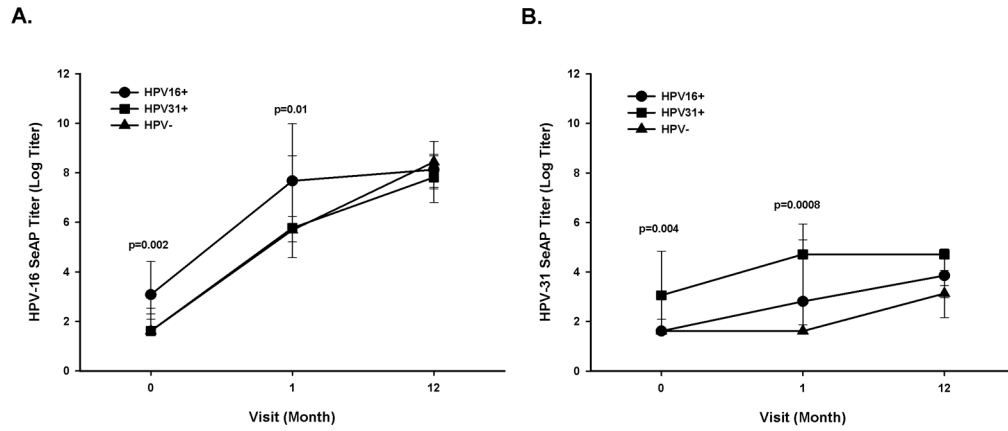 A.
HPV-16 SeAP Titer (Log Titer)
12
10
8
6
4
2
0
HPV16+
HPV31+
HPV-
p=0.002
p=0.01
0
1
12
Visit (Month)
B.
HPV-31 SeAP Titer (Log Titer)
12
10
8
6
4
2
0
HPV16+
HPV31+
HPV-
p=0.004
p=0.0008
0
1
12
Visit (Month)